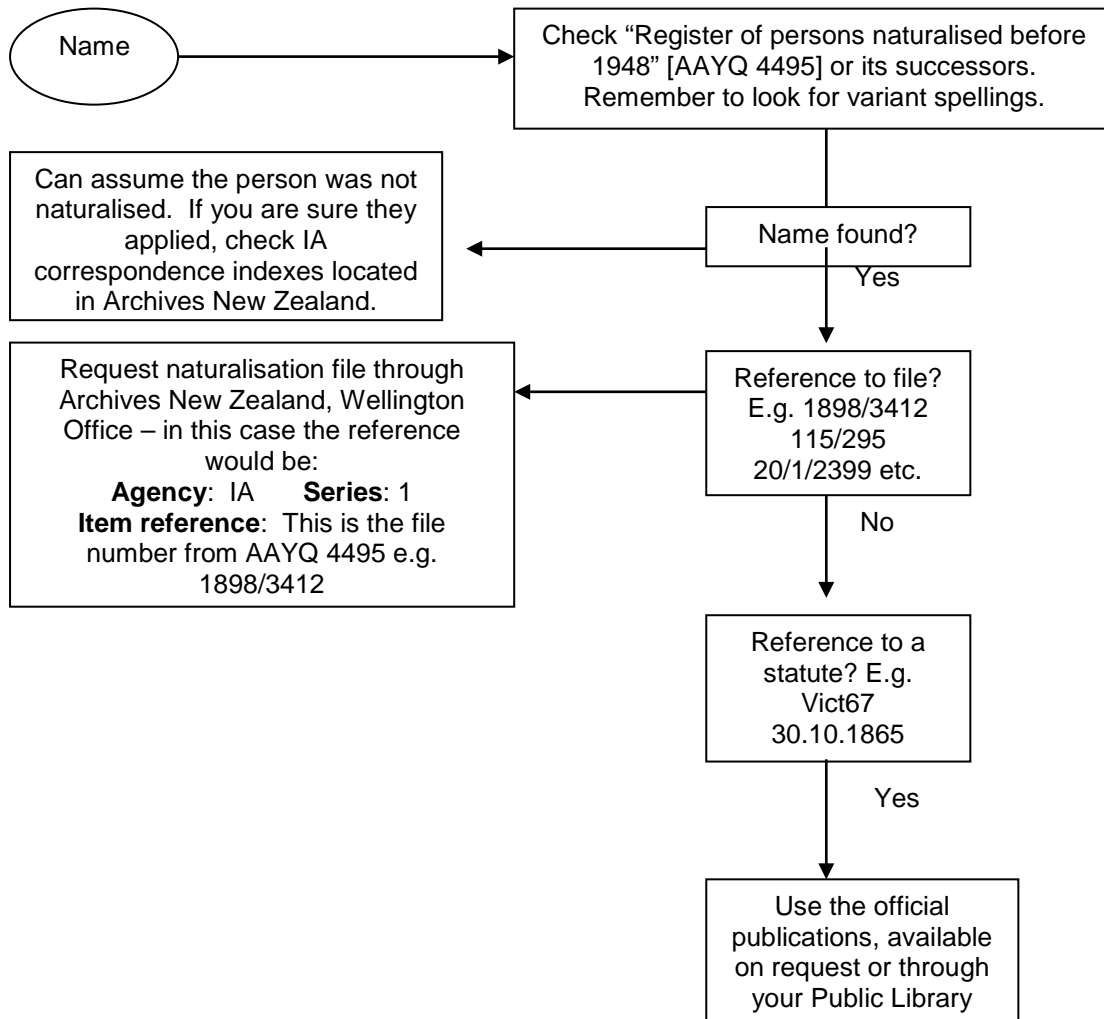 Name
Check “Register of persons naturalised before
1948” [AAYQ 4495] or its successors.
Remember to look for variant spellings.
Can assume the person was not
naturalised.  If you are sure they
applied, check IA
correspondence indexes located
in Archives New Zealand.
Name found?
Yes
Request naturalisation file through
Archives New Zealand, Wellington
Office – in this case the reference
would be:
Agency:  IA     Series: 1
Item reference:  This is the file
number from AAYQ 4495 e.g.
1898/3412
Reference to file?
E.g. 1898/3412
115/295
20/1/2399 etc.
No
Reference to a
statute? E.g.
Vict67
30.10.1865
Yes
Use the official
publications, available
on request or through
your Public Library